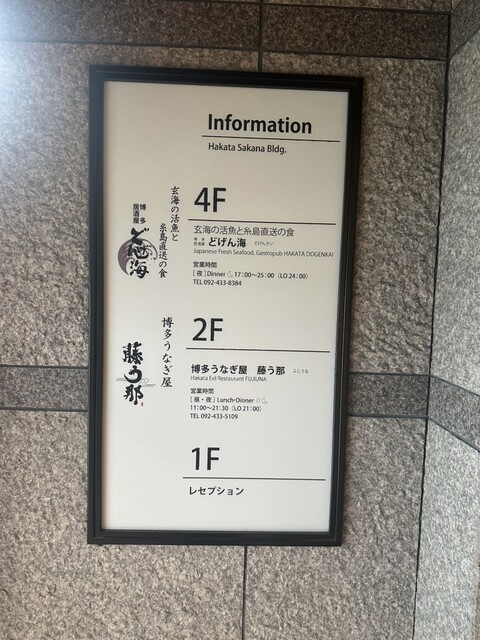 Information
Hakata Sakana Bldg.
4F
玄海の活魚と糸島直送の食
博多居酒屋 どげん海 どげんかい
Japanese Fresh Seafood, Gastropub HAKATA DOGENKAI
営業時間
[ 夜 ] Dinner 17:00～25:00（LO 24:00）
TEL 092-433-8384
玄海の活魚と
糸島直送の食
博多
居酒屋
どげん海
2F
博多うなぎ屋 藤う那 ふじうな
Hakata Eel Restaurant FUJIUNA
営業時間
[ 昼・夜 ] Lunch・Dinner
11:00～21:30（LO 21:00）
TEL 092-433-5109
博多うなぎ屋
藤う那
1F
レセプション